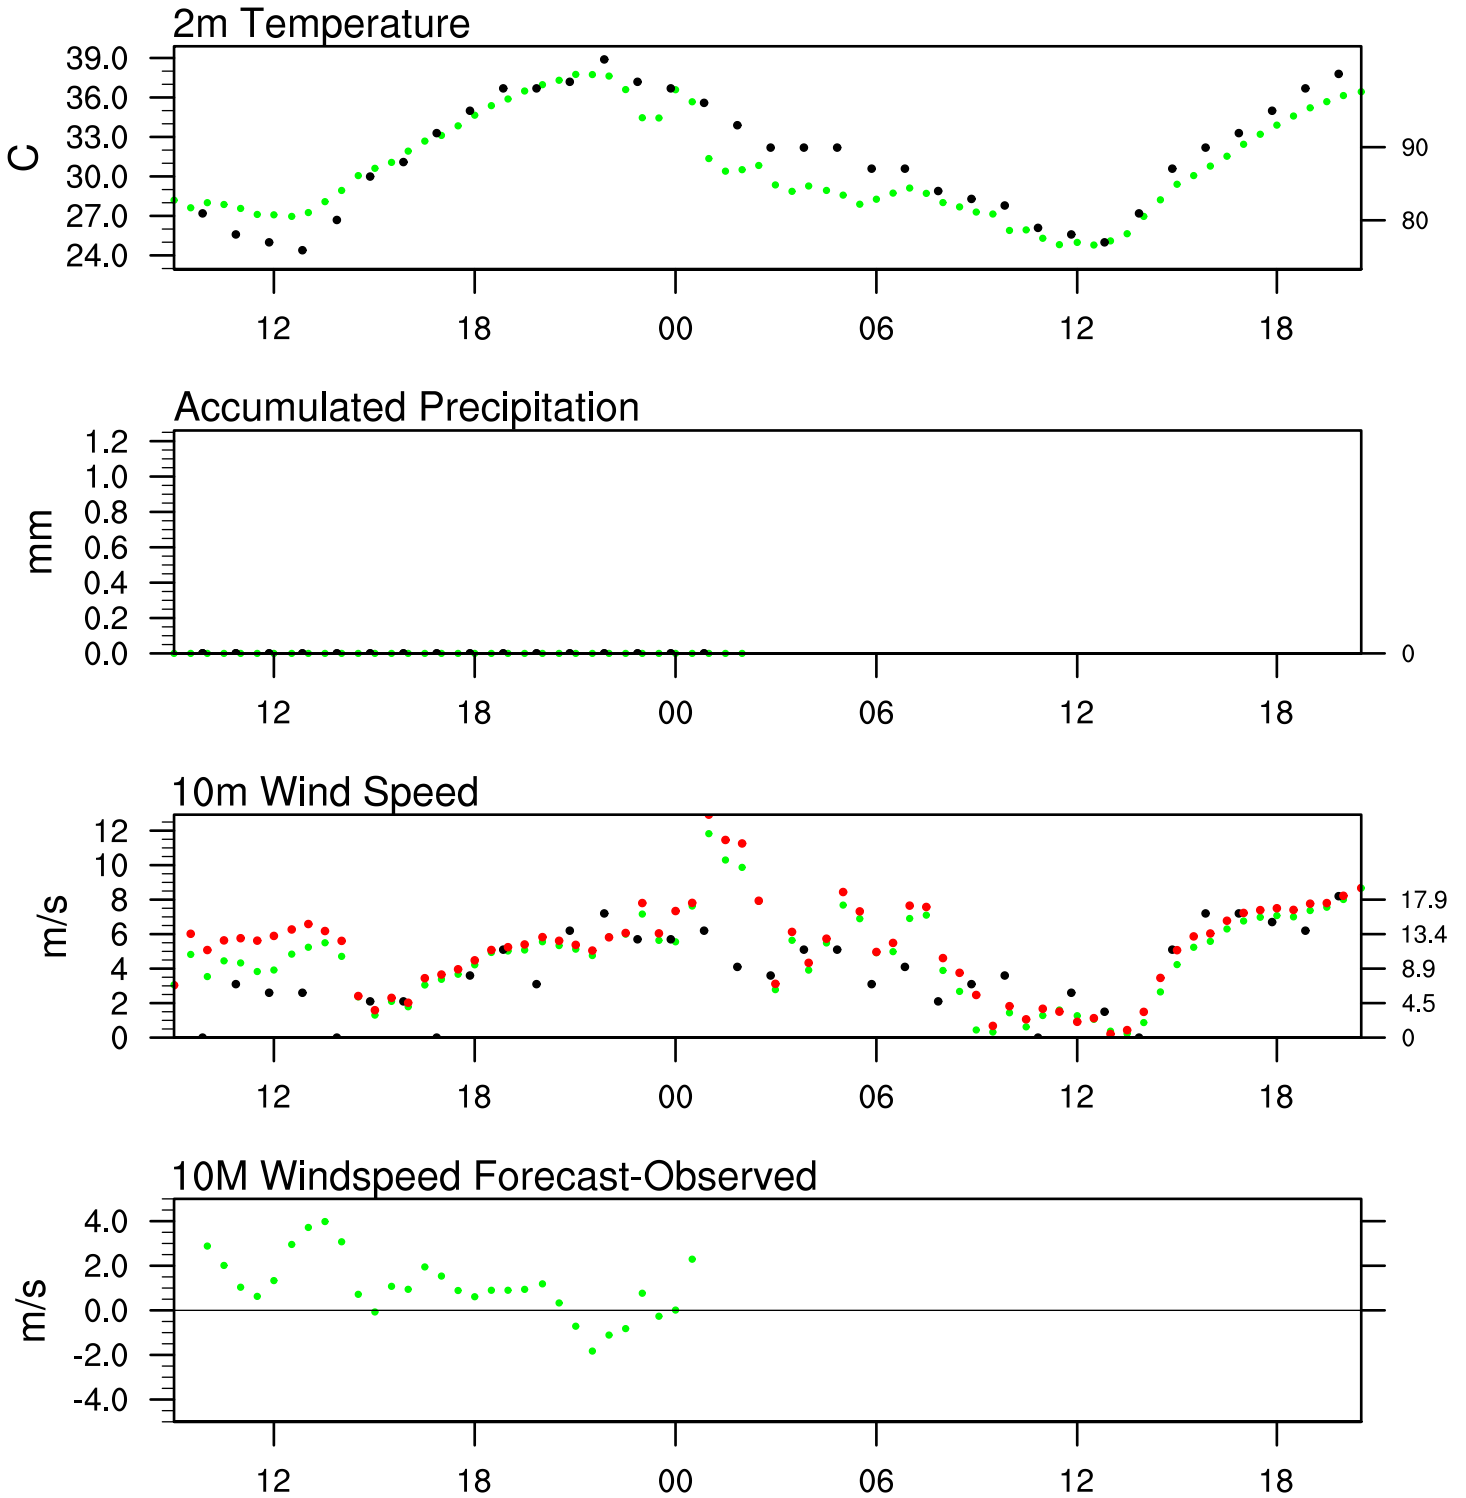 2m Temperature
39.0
36.0
33.0
30.0
27.0
24.0
C
90
80
12 18 00 06 12 18
Accumulated Precipitation
1.2
1.0
0.8
0.6
0.4
0.2
0.0
mm
0
12 18 00 06 12 18
10m Wind Speed
12
10
8
6
4
2
0
m/s
17.9
13.4
8.9
4.5
0
12 18 00 06 12 18
10M Windspeed Forecast-Observed
4.0
2.0
0.0
-2.0
-4.0
m/s
12 18 00 06 12 18